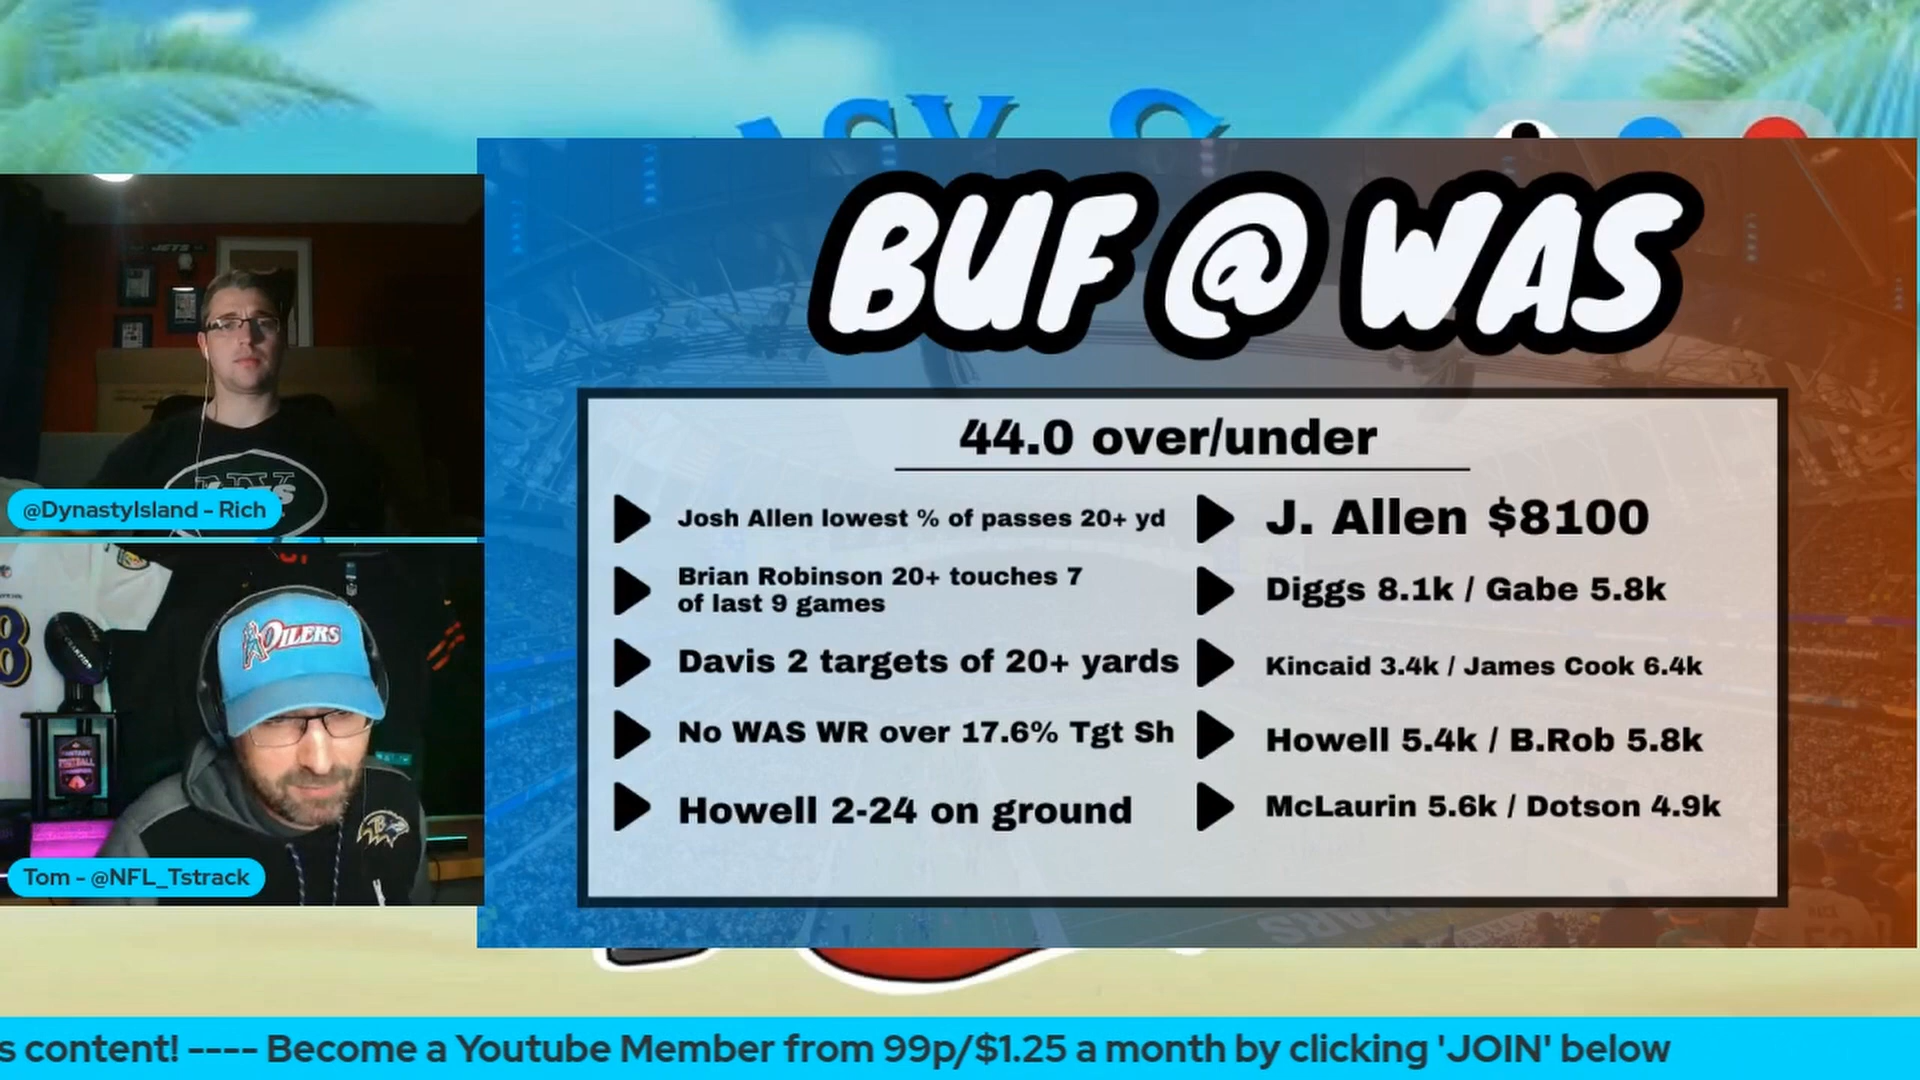 BUF @ WAS
44.0 over/under
Josh Allen lowest % of passes 20+ yd
Brian Robinson 20+ touches 7
of last 9 games
Davis 2 targets of 20+ yards
No WAS WR over 17.6% Tgt Sh
Howell 2-24 on ground
J. Allen $8100
Diggs 8.1k / Gabe 5.8k
Kincaid 3.4k / James Cook 6.4k
Howell 5.4k / B.Rob 5.8k
McLaurin 5.6k / Dotson 4.9k
JETS
@DynastyIsland - Rich
OILERS
Tom - @NFL_Tstrack
s content! ---- Become a Youtube Member from 99p/$1.25 a month by clicking 'JOIN' below